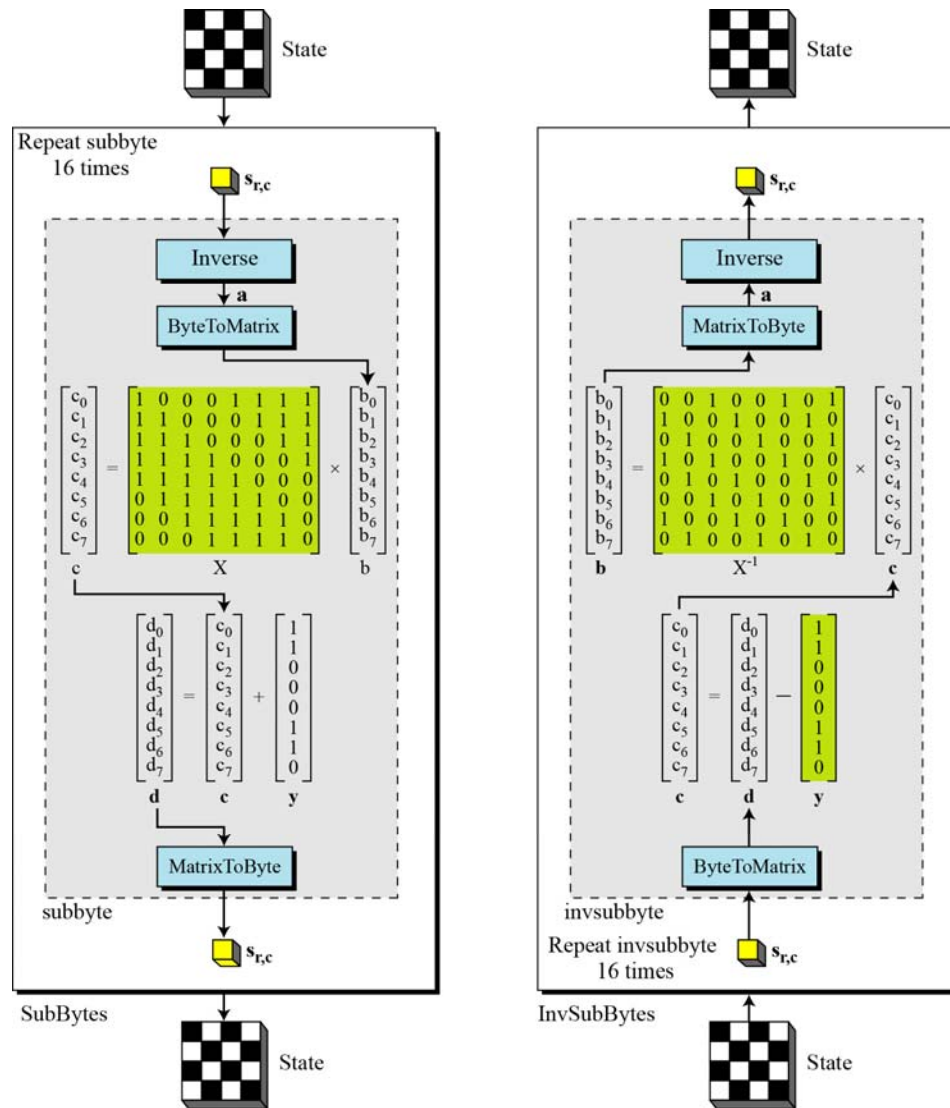 State
Repeat subbyte
16 times
s_r,c
Inverse
a
ByteToMatrix
c₀ 1 0 0 0 1 1 1 1 b₀
c₁ 1 1 0 0 0 1 1 1 b₁
c₂ 1 1 1 0 0 0 1 1 b₂
c₃ 1 1 1 1 0 0 0 1 b₃
c₄ = 1 1 1 1 1 0 0 0 × b₄
c₅ 0 1 1 1 1 1 0 0 b₅
c₆ 0 0 1 1 1 1 1 0 b₆
c₇ 0 0 0 1 1 1 1 0 b₇
c X b
d₀ c₀ 1
d₁ c₁ 1
d₂ c₂ 0
d₃ = c₃ + 0
d₄ c₄ 0
d₅ c₅ 1
d₆ c₆ 1
d₇ c₇ 0
d c y
MatrixToByte
subbyte
s_r,c
SubBytes
State
State
s_r,c
Inverse
a
MatrixToByte
b₀ 0 0 1 0 0 1 0 1 c₀
b₁ 1 0 0 1 0 0 1 0 c₁
b₂ 0 1 0 0 1 0 0 1 c₂
b₃ 1 0 1 0 0 1 0 0 c₃
b₄ = 0 1 0 1 0 0 1 0 × c₄
b₅ 0 0 1 0 1 0 0 1 c₅
b₆ 1 0 0 1 0 1 0 0 c₆
b₇ 0 1 0 0 1 0 1 0 c₇
b X⁻¹ c
c₀ d₀ 1
c₁ d₁ 1
c₂ d₂ 0
c₃ = d₃ − 0
c₄ d₄ 0
c₅ d₅ 1
c₆ d₆ 1
c₇ d₇ 0
c d y
ByteToMatrix
invsubbyte
Repeat invsubbyte
16 times
s_r,c
InvSubBytes
State